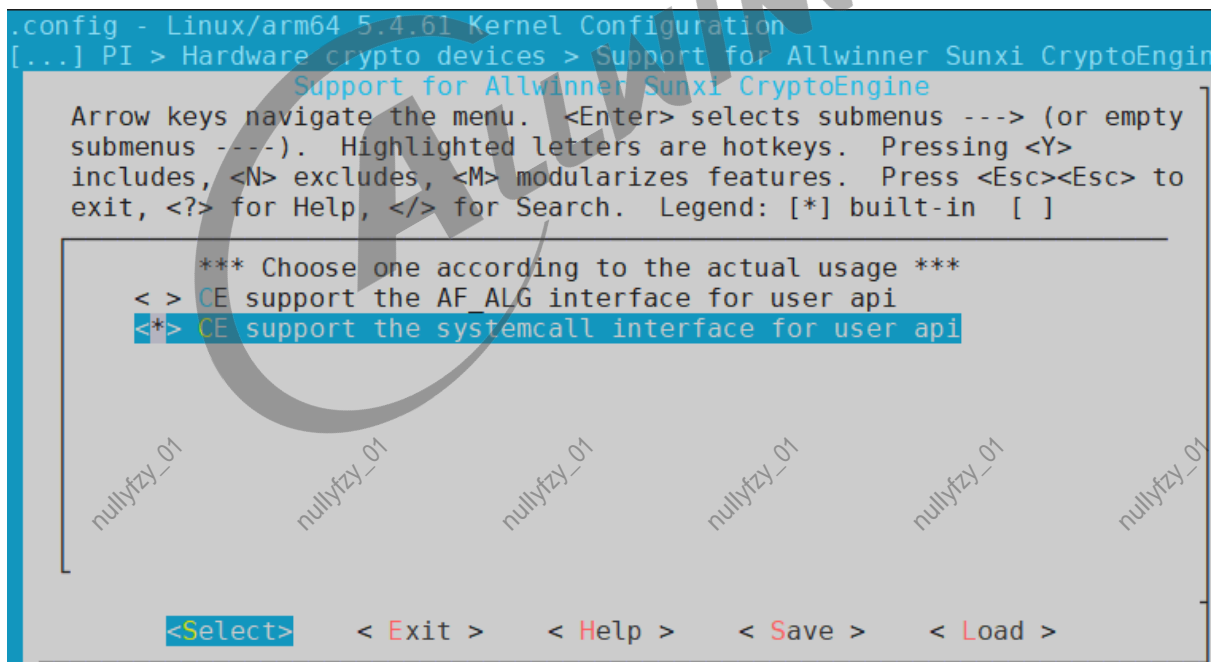 .config - Linux/arm64 5.4.61 Kernel Configuration
[...] PI > Hardware crypto devices > Support for Allwinner Sunxi CryptoEngin
Support for Allwinner Sunxi CryptoEngine
Arrow keys navigate the menu.  <Enter> selects submenus ---> (or empty
submenus ----).  Highlighted letters are hotkeys.  Pressing <Y>
includes, <N> excludes, <M> modularizes features.  Press <Esc><Esc> to
exit, <?> for Help, </> for Search.  Legend: [*] built-in  [ ]
*** Choose one according to the actual usage ***
< > CE support the AF_ALG interface for user api
<*> CE support the systemcall interface for user api
nullyfzy_01 nullyfzy_01 nullyfzy_01 nullyfzy_01 nullyfzy_01 nullyfzy_01
<Select>    < Exit >    < Help >    < Save >    < Load >